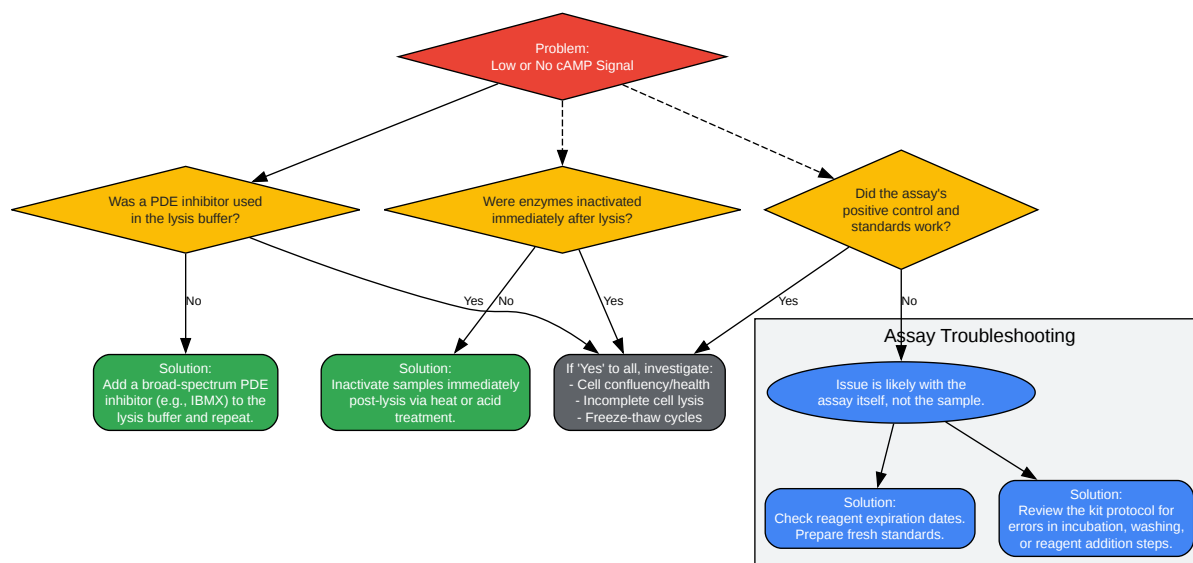 Problem:
Low or No cAMP Signal
Was a PDE inhibitor used
in the lysis buffer?
Were enzymes inactivated
immediately after lysis?
Did the assay's
positive control and
standards work?
No
Yes
No
Yes
Yes
No
Assay Troubleshooting
Solution:
Add a broad-spectrum PDE
inhibitor (e.g., IBMX) to the
lysis buffer and repeat.
Solution:
Inactivate samples immediately
post-lysis via heat or acid
treatment.
If 'Yes' to all, investigate:
- Cell confluency/health
- Incomplete cell lysis
- Freeze-thaw cycles
Issue is likely with the
assay itself, not the sample.
Solution:
Check reagent expiration dates.
Prepare fresh standards.
Solution:
Review the kit protocol for
errors in incubation, washing,
or reagent addition steps.